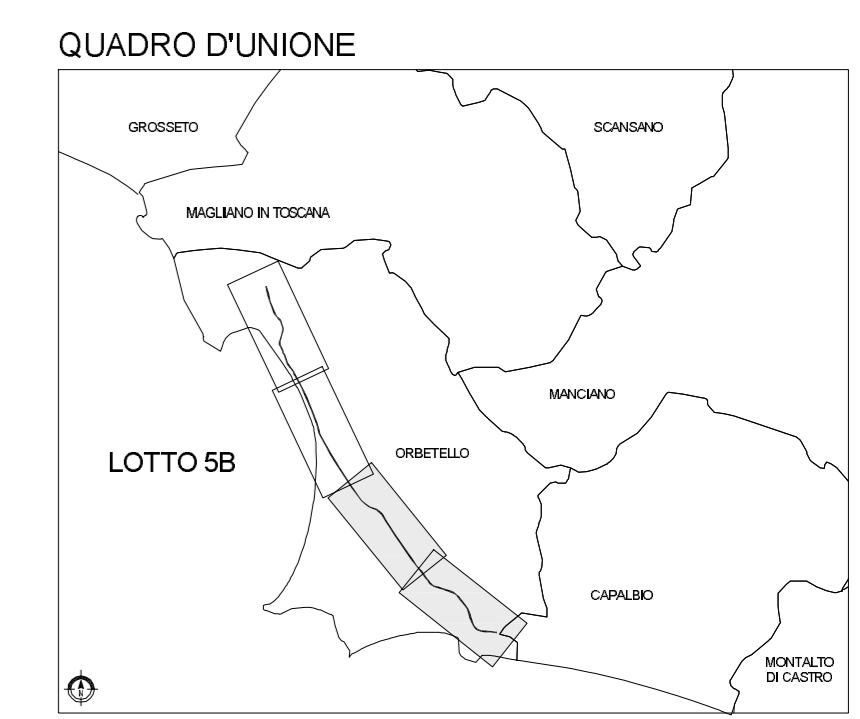 QUADRO D'UNIONE
GROSSETO
SCANSANO
MAGLIANO IN TOSCANA
MANCIANO
ORBETELLO
LOTTO 5B
CAPALBIO
MONTALTO
DI CASTRO
N